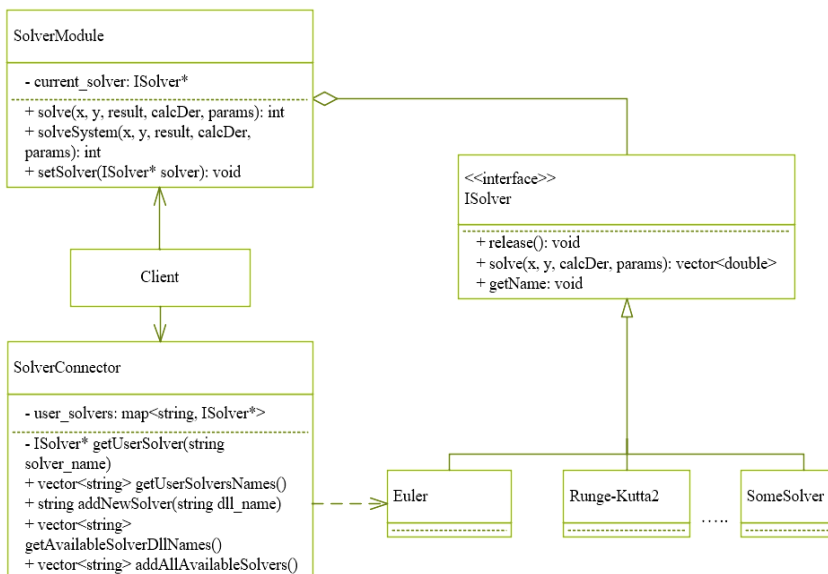 SolverModule
- current_solver: ISolver*
+ solve(x, y, result, calcDer, params): int
+ solveSystem(x, y, result, calcDer,
params): int
+ setSolver(ISolver* solver): void
<<interface>>
ISolver
+ release(): void
+ solve(x, y, calcDer, params): vector<double>
+ getName: void
Client
SolverConnector
- user_solvers: map<string, ISolver*>
- ISolver* getUserSolver(string
solver_name)
+ vector<string> getUserSolversNames()
+ string addNewSolver(string dll_name)
+ vector<string>
getAvailableSolverDllNames()
+ vector<string> addAllAvailableSolvers()
Euler
Runge-Kutta2
.....
SomeSolver